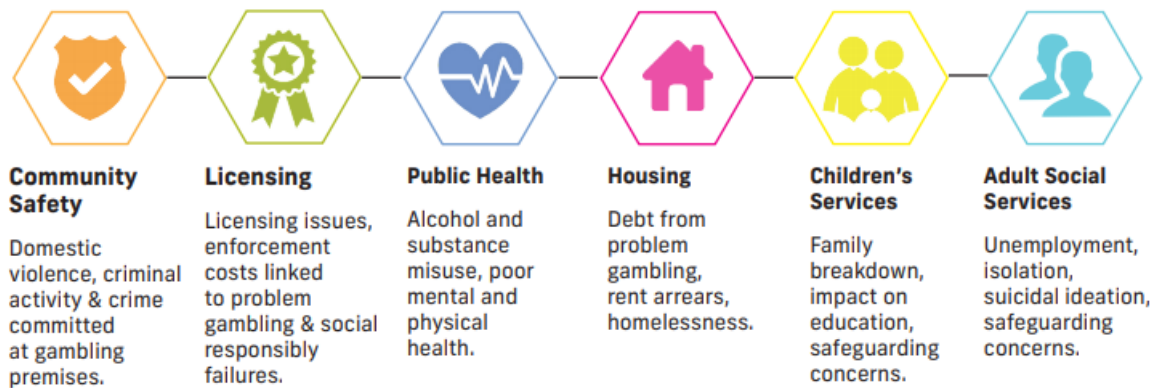 Community
Safety
Domestic
violence, criminal
activity & crime
committed
at gambling
premises.
Licensing
Licensing issues,
enforcement
costs linked
to problem
gambling & social
responsibly
failures.
Public Health
Alcohol and
substance
misuse, poor
mental and
physical
health.
Housing
Debt from
problem
gambling,
rent arrears,
homelessness.
Children's
Services
Family
breakdown,
impact on
education,
safeguarding
concerns.
Adult Social
Services
Unemployment,
isolation,
suicidal ideation,
safeguarding
concerns.